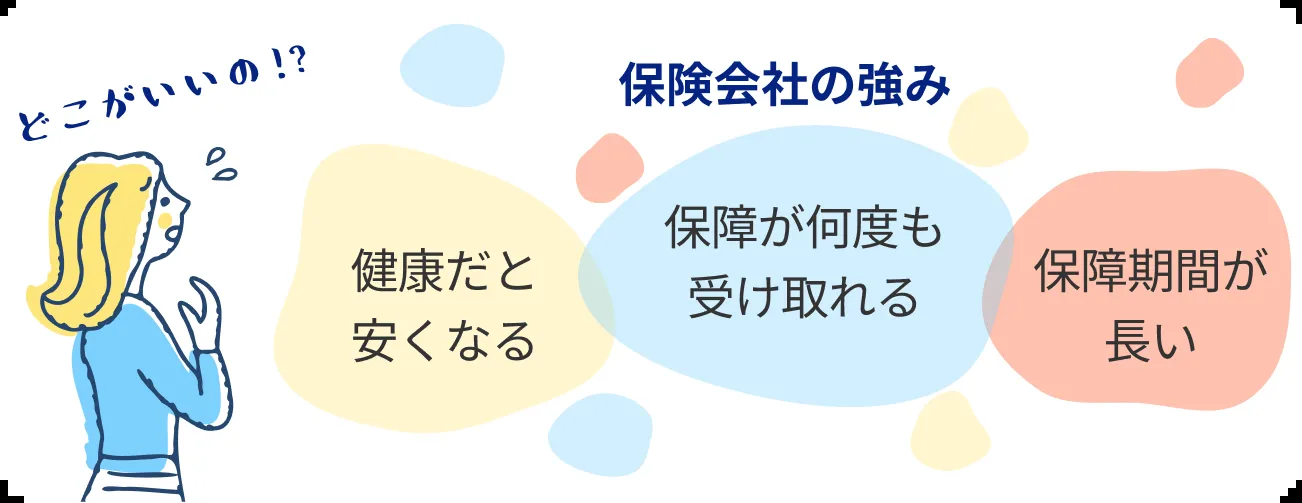 どこがいいの!?
保険会社の強み
健康だと
安くなる
保障が何度も
受け取れる
保障期間が
長い